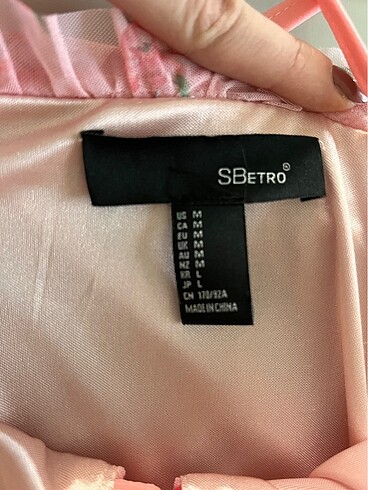 SBETRO®
US M
CA M
EU M
UK M
AU M
NZ M
KR L
JP L
CN 170/92A
MADE IN CHINA